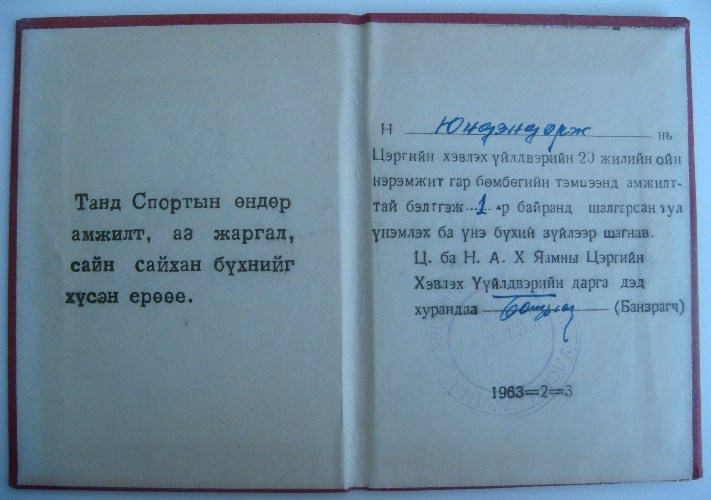 Танд Спортын өндөр
амжилт, аз жаргал,
сайн сайхан бүхнийг
хүсэн ерөөе.
Н Юндэндорж нь
Цэргийн хэвлэх үйлдвэрийн 20 жилийн ойн
нэрэмжит гар бөмбөгийн тэмцээнд амжилт-
тай бэлтгэж 1 -р байранд шалгарсан тул
үнэмлэх ба үнэ бүхий зүйлээр шагнав.
Ц. ба Н. А. Х Яамны Цэргийн
Хэвлэх Үүйлдвэрийн дарга дэд
хурандаа (Банзрагч)
1963=2=3